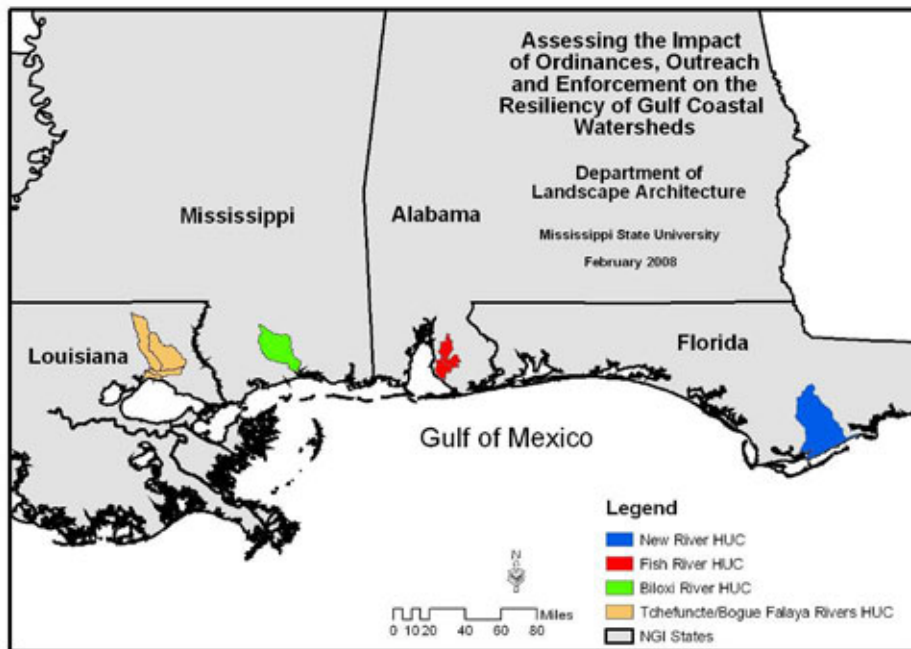 Assessing the Impact
of Ordinances, Outreach
and Enforcement on the
Resiliency of Gulf Coastal
Watersheds
Department of
Landscape Architecture
Mississippi State University
February 2008
Mississippi
Alabama
Louisiana
Florida
Gulf of Mexico
Legend
New River HUC
Fish River HUC
Biloxi River HUC
Tchefuncte/Bogue Falaya Rivers HUC
NGI States
N
Miles
0 10 20 40 60 80